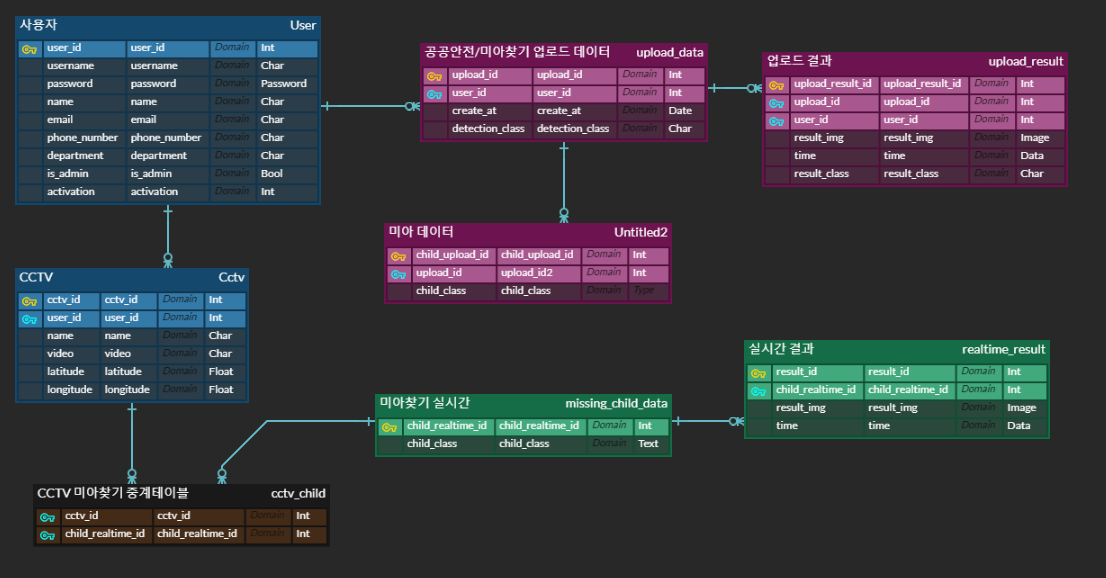 사용자 User
user_id user_id Domain Int
username username Domain Char
password password Domain Password
name name Domain Char
email email Domain Char
phone_number phone_number Domain Char
department department Domain Char
is_admin is_admin Domain Bool
activation activation Domain Int
공공안전/미아찾기 업로드 데이터 upload_data
upload_id upload_id Domain Int
user_id user_id Domain Int
create_at create_at Domain Date
detection_class detection_class Domain Char
업로드 결과 upload_result
upload_result_id upload_result_id Domain Int
upload_id upload_id Domain Int
user_id user_id Domain Int
result_img result_img Domain Image
time time Domain Data
result_class result_class Domain Char
미아 데이터 Untitled2
child_upload_id child_upload_id Domain Int
upload_id upload_id2 Domain Int
child_class child_class Domain Type
CCTV Cctv
cctv_id cctv_id Domain Int
user_id user_id Domain Int
name name Domain Char
video video Domain Char
latitude latitude Domain Float
longitude longitude Domain Float
미아찾기 실시간 missing_child_data
child_realtime_id child_realtime_id Domain Int
child_class child_class Domain Text
실시간 결과 realtime_result
result_id result_id Domain Int
child_realtime_id child_realtime_id Domain Int
result_img result_img Domain Image
time time Domain Data
CCTV 미아찾기 중계테이블 cctv_child
cctv_id cctv_id Domain Int
child_realtime_id child_realtime_id Domain Int